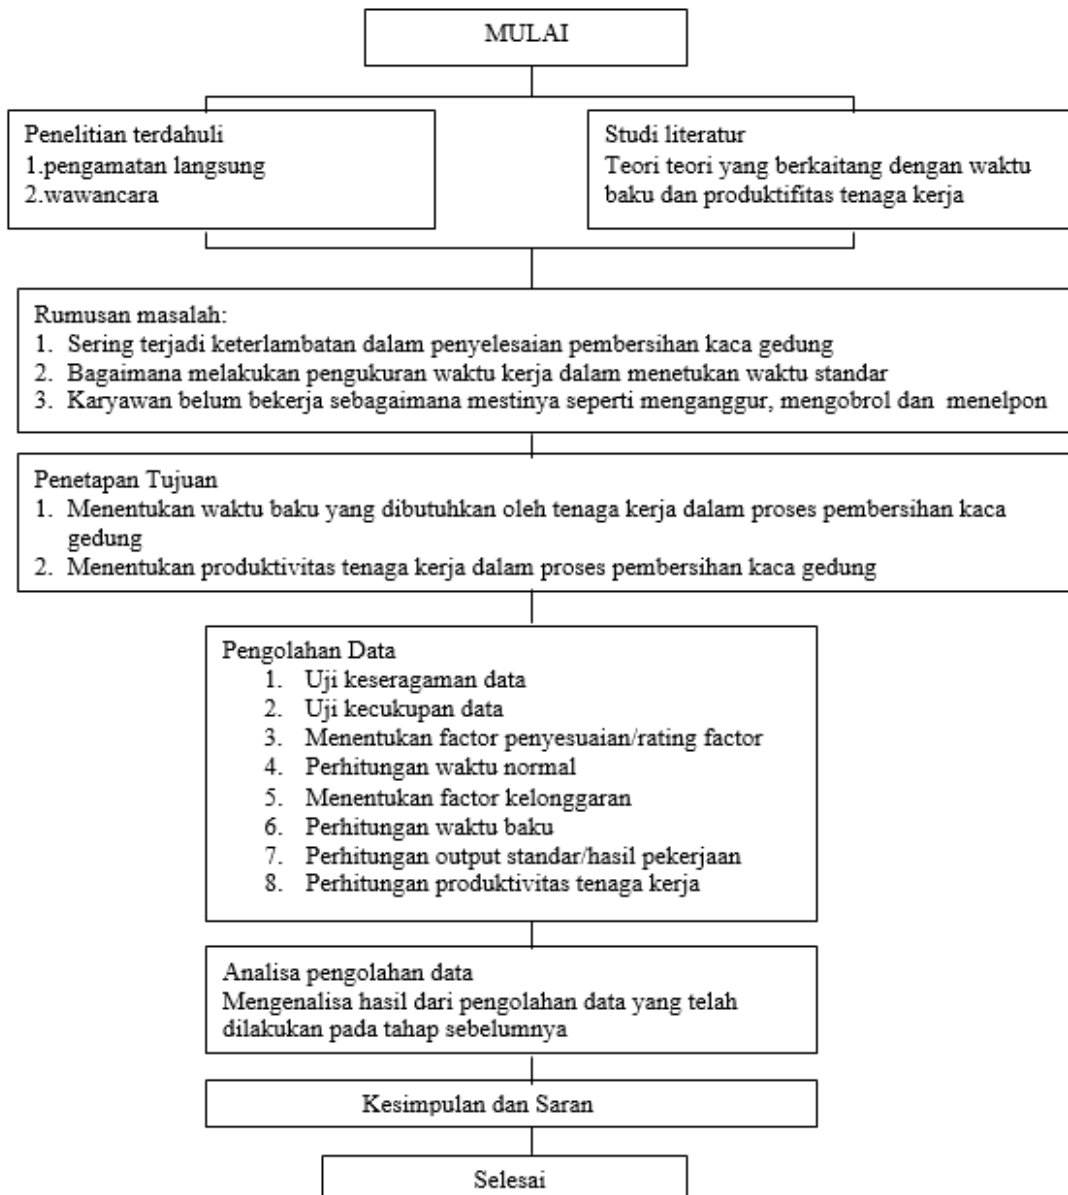 MULAI
Penelitian terdahuli
1.pengamatan langsung
2.wawancara
Studi literatur
Teori teori yang berkaitang dengan waktu
baku dan produktifitas tenaga kerja
Rumusan masalah:
1. Sering terjadi keterlambatan dalam penyelesaian pembersihan kaca gedung
2. Bagaimana melakukan pengukuran waktu kerja dalam menetukan waktu standar
3. Karyawan belum bekerja sebagaimana mestinya seperti menganggur, mengobrol dan menelpon
Penetapan Tujuan
1. Menentukan waktu baku yang dibutuhkan oleh tenaga kerja dalam proses pembersihan kaca
gedung
2. Menentukan produktivitas tenaga kerja dalam proses pembersihan kaca gedung
Pengolahan Data
1. Uji keseragaman data
2. Uji kecukupan data
3. Menentukan factor penyesuaian/rating factor
4. Perhitungan waktu normal
5. Menentukan factor kelonggaran
6. Perhitungan waktu baku
7. Perhitungan output standar/hasil pekerjaan
8. Perhitungan produktivitas tenaga kerja
Analisa pengolahan data
Mengenalisa hasil dari pengolahan data yang telah
dilakukan pada tahap sebelumnya
Kesimpulan dan Saran
Selesai